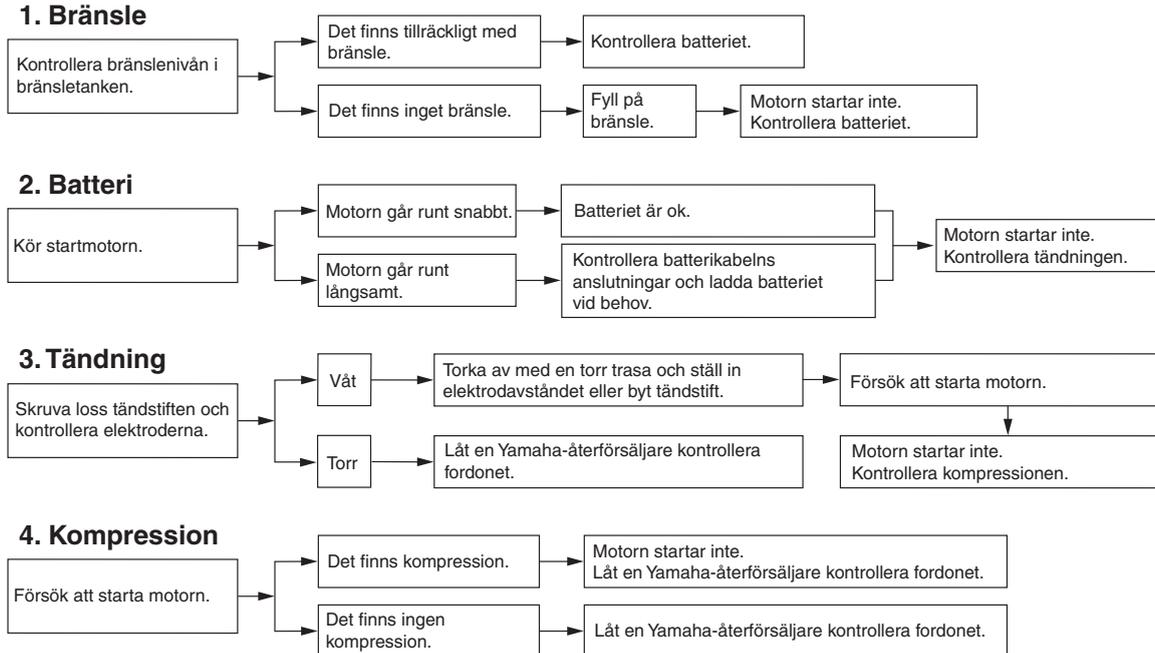 1. Bränsle
Kontrollera bränslenivån i
bränsletanken.
Det finns tillräckligt med
bränsle.
Kontrollera batteriet.
Det finns inget bränsle.
Fyll på
bränsle.
Motorn startar inte.
Kontrollera batteriet.
2. Batteri
Kör startmotorn.
Motorn går runt snabbt.
Batteriet är ok.
Motorn går runt
långsamt.
Kontrollera batterikabelns
anslutningar och ladda batteriet
vid behov.
Motorn startar inte.
Kontrollera tändningen.
3. Tändning
Skruva loss tändstiften och
kontrollera elektroderna.
Våt
Torka av med en torr trasa och ställ in
elektrodavståndet eller byt tändstift.
Försök att starta motorn.
Torr
Låt en Yamaha-återförsäljare kontrollera
fordonet.
Motorn startar inte.
Kontrollera kompressionen.
4. Kompression
Försök att starta motorn.
Det finns kompression.
Motorn startar inte.
Låt en Yamaha-återförsäljare kontrollera fordonet.
Det finns ingen
kompression.
Låt en Yamaha-återförsäljare kontrollera fordonet.